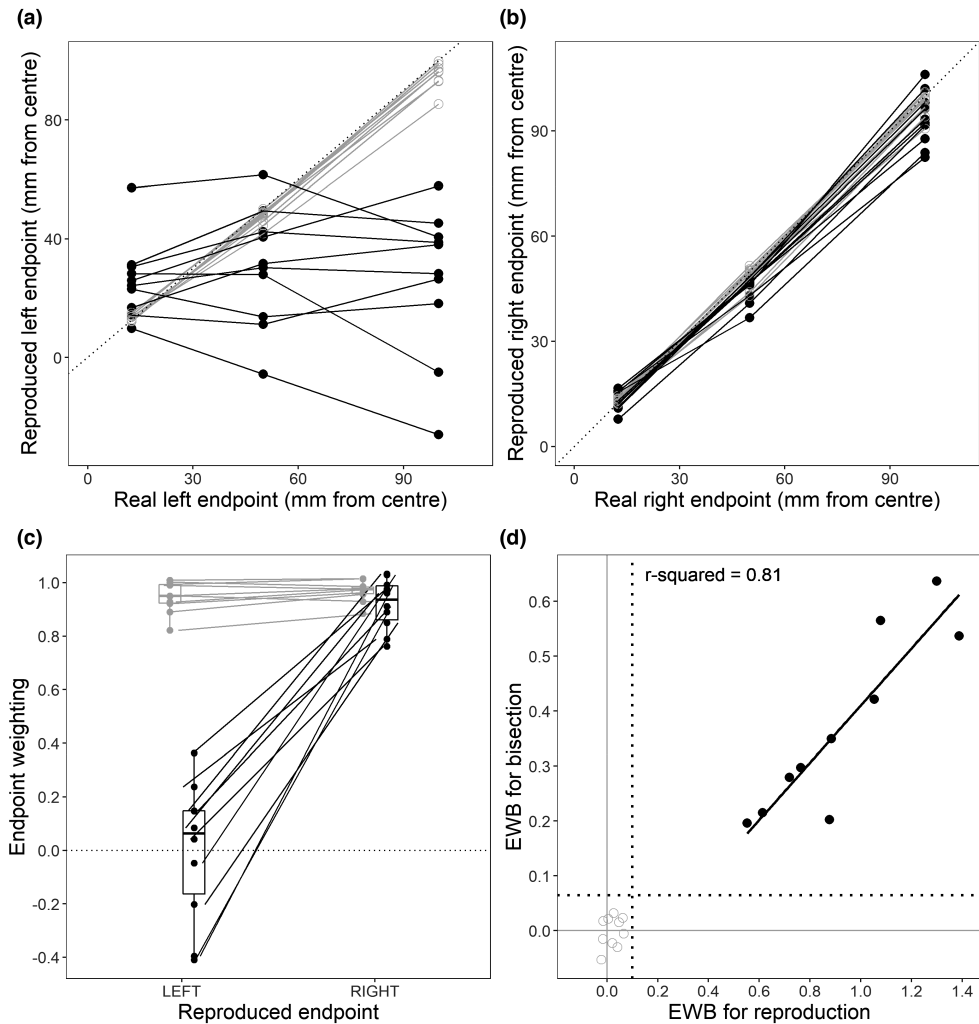 (a)
Reproduced left endpoint (mm from centre)
80
40
0
0 30 60 90
Real left endpoint (mm from centre)
(b)
Reproduced right endpoint (mm from centre)
90
60
30
0
0 30 60 90
Real right endpoint (mm from centre)
(c)
Endpoint weighting
1.0
0.8
0.6
0.4
0.2
0.0
-0.2
-0.4
LEFT RIGHT
Reproduced endpoint
(d)
r-squared = 0.81
EWB for bisection
0.6
0.5
0.4
0.3
0.2
0.1
0.0
0.0 0.2 0.4 0.6 0.8 1.0 1.2 1.4
EWB for reproduction